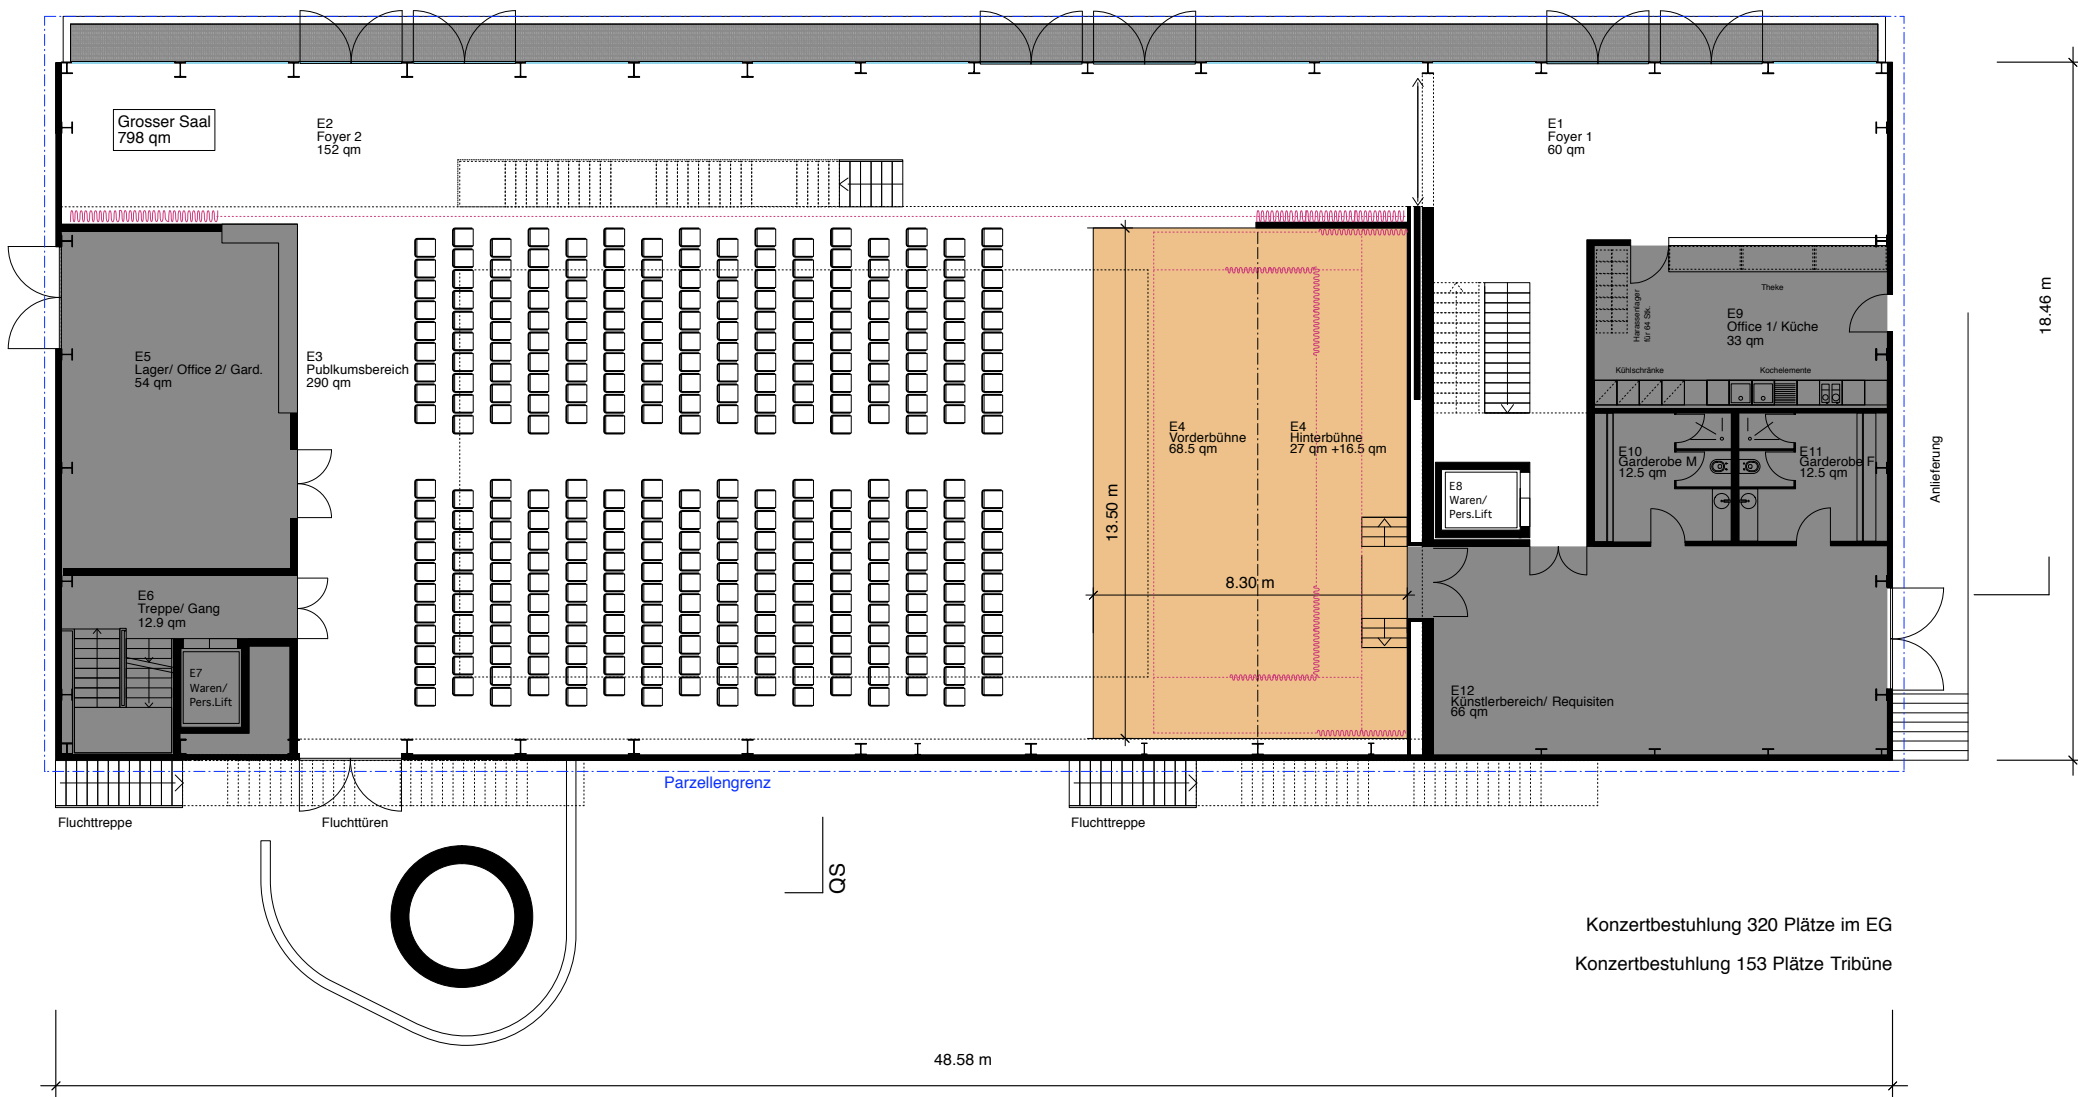 Grosser Saal
798 qm
E2
Foyer 2
152 qm
E1
Foyer 1
60 qm
18.46 m
Theke
Harassenlager
für 64 Stk.
E9
Office 1/ Küche
33 qm
E5
Lager/ Office 2/ Gard.
54 qm
E3
Publkumsbereich
290 qm
Kühlschränke
Kochelemente
E4
Vorderbühne
68.5 qm
E4
Hinterbühne
27 qm +16.5 qm
E10
Garderobe M
12.5 qm
E11
Garderobe F
12.5 qm
Anlieferung
E8
Waren/
Pers.Lift
13.50 m
8.30 m
E6
Treppe/ Gang
12.9 qm
E7
Waren/
Pers.Lift
E12
Künstlerbereich/ Requisiten
66 qm
Parzellengrenz
Fluchttreppe
Fluchttüren
Fluchttreppe
QS
Konzertbestuhlung 320 Plätze im EG
Konzertbestuhlung 153 Plätze Tribüne
48.58 m